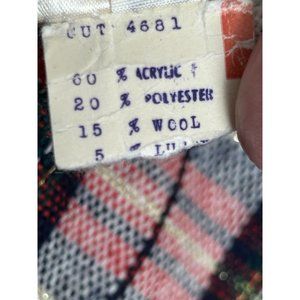 CUT 4681
60 % ACRYLIC
20 % POLYESTER
15 % WOOL
5 %